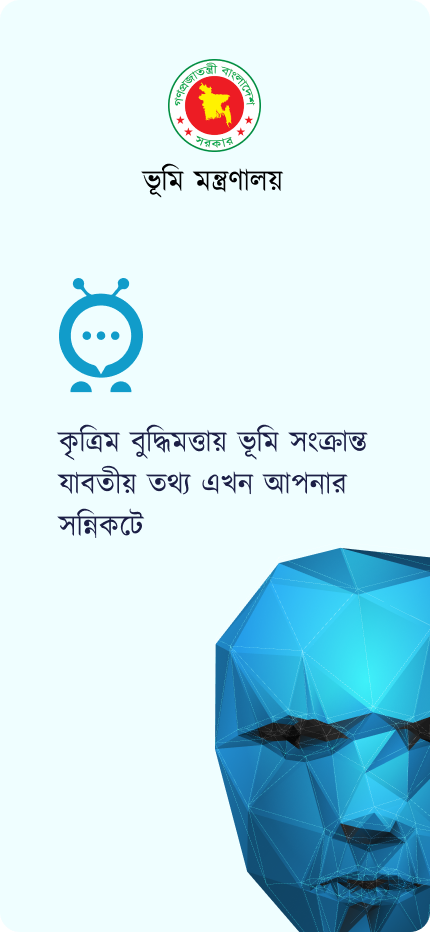 গণপ্রজাতন্ত্রী বাংলাদেশ
সরকার
ভূমি মন্ত্রণালয়
কৃত্রিম বুদ্ধিমত্তায় ভূমি সংক্রান্ত
যাবতীয় তথ্য এখন আপনার
সন্নিকটে